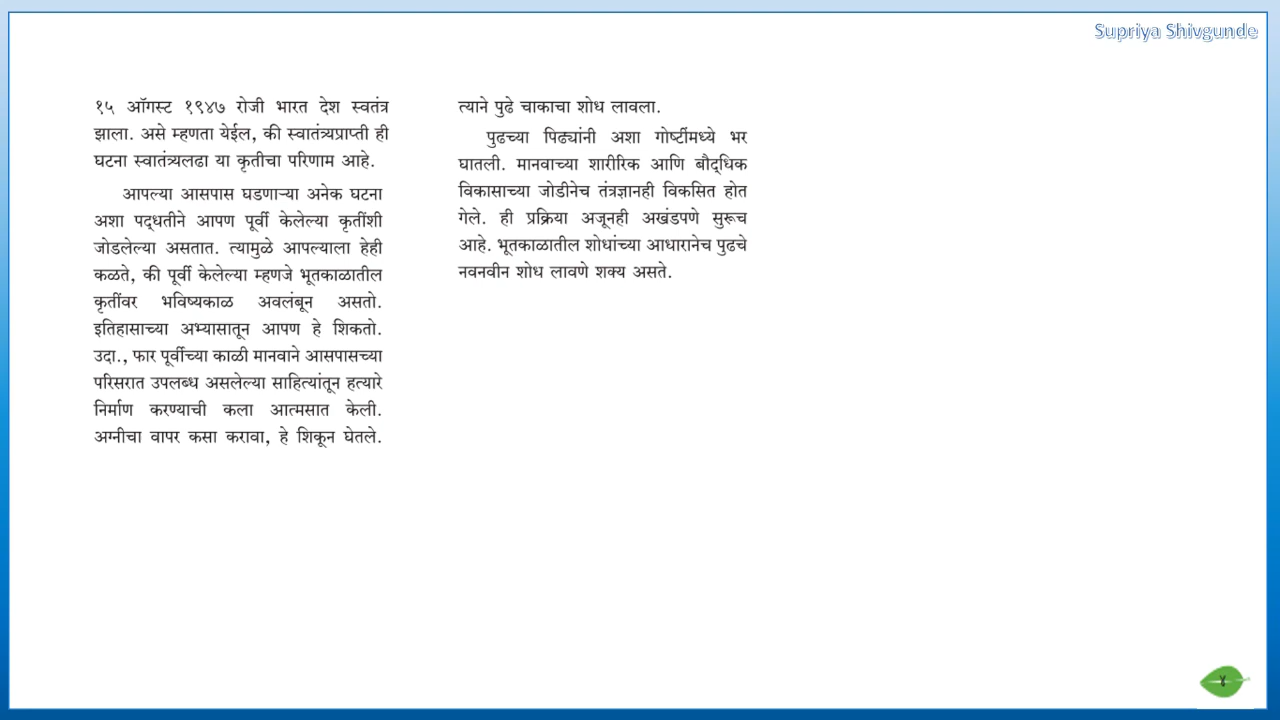 Supriya Shivgunde
१५ ऑगस्ट १९४७ रोजी भारत देश स्वतंत्र
झाला. असे म्हणता येईल, की स्वातंत्र्यप्राप्ती ही
घटना स्वातंत्र्यलढा या कृतीचा परिणाम आहे.
आपल्या आसपास घडणाऱ्या अनेक घटना
अशा पद्धतीने आपण पूर्वी केलेल्या कृतींशी
जोडलेल्या असतात. त्यामुळे आपल्याला हेही
कळते, की पूर्वी केलेल्या म्हणजे भूतकाळातील
कृतींवर भविष्यकाळ अवलंबून असतो.
इतिहासाच्या अभ्यासातून आपण हे शिकतो.
उदा., फार पूर्वीच्या काळी मानवाने आसपासच्या
परिसरात उपलब्ध असलेल्या साहित्यांतून हत्यारे
निर्माण करण्याची कला आत्मसात केली.
अग्नीचा वापर कसा करावा, हे शिकून घेतले.
त्याने पुढे चाकाचा शोध लावला.
पुढच्या पिढ्यांनी अशा गोष्टींमध्ये भर
घातली. मानवाच्या शारीरिक आणि बौद्धिक
विकासाच्या जोडीनेच तंत्रज्ञानही विकसित होत
गेले. ही प्रक्रिया अजूनही अखंडपणे सुरूच
आहे. भूतकाळातील शोधांच्या आधारानेच पुढचे
नवनवीन शोध लावणे शक्य असते.
४